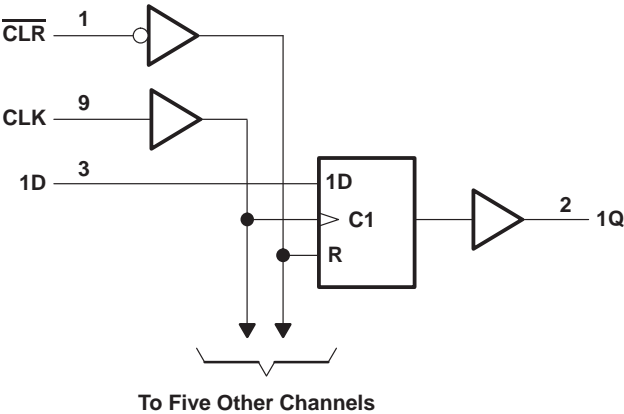 CLR 1
CLK 9
1D 3
1D
C1
R
2 1Q
To Five Other Channels